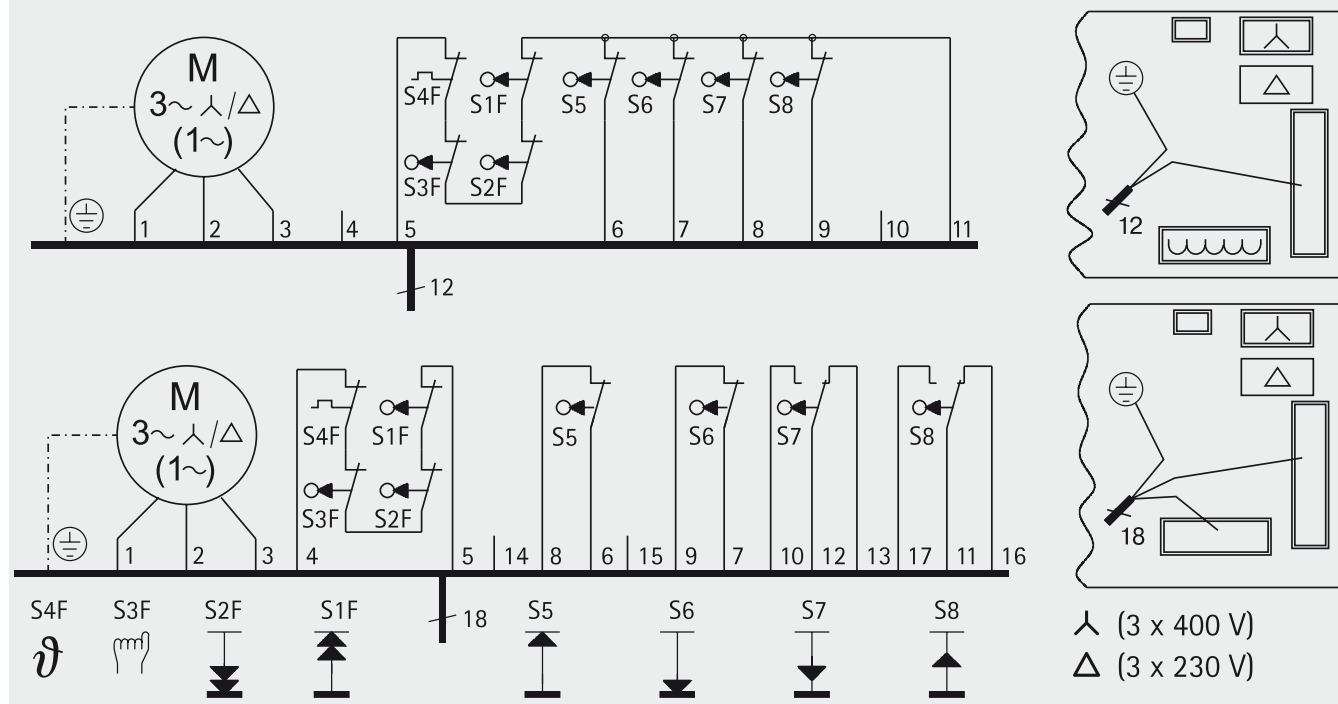 M
3~ ⅄/△
(1~)
S4F S1F S5 S6 S7 S8
S3F S2F
1 2 3 4 5 6 7 8 9 10 11
12
12
M
3~ ⅄/△
(1~)
S4F S1F S5 S6 S7 S8
S3F S2F
1 2 3 4 5 14 8 6 15 9 7 10 12 13 17 11 16
18
18
S4F S3F S2F S1F S5 S6 S7 S8
ϑ
⅄ (3 x 400 V)
△ (3 x 230 V)